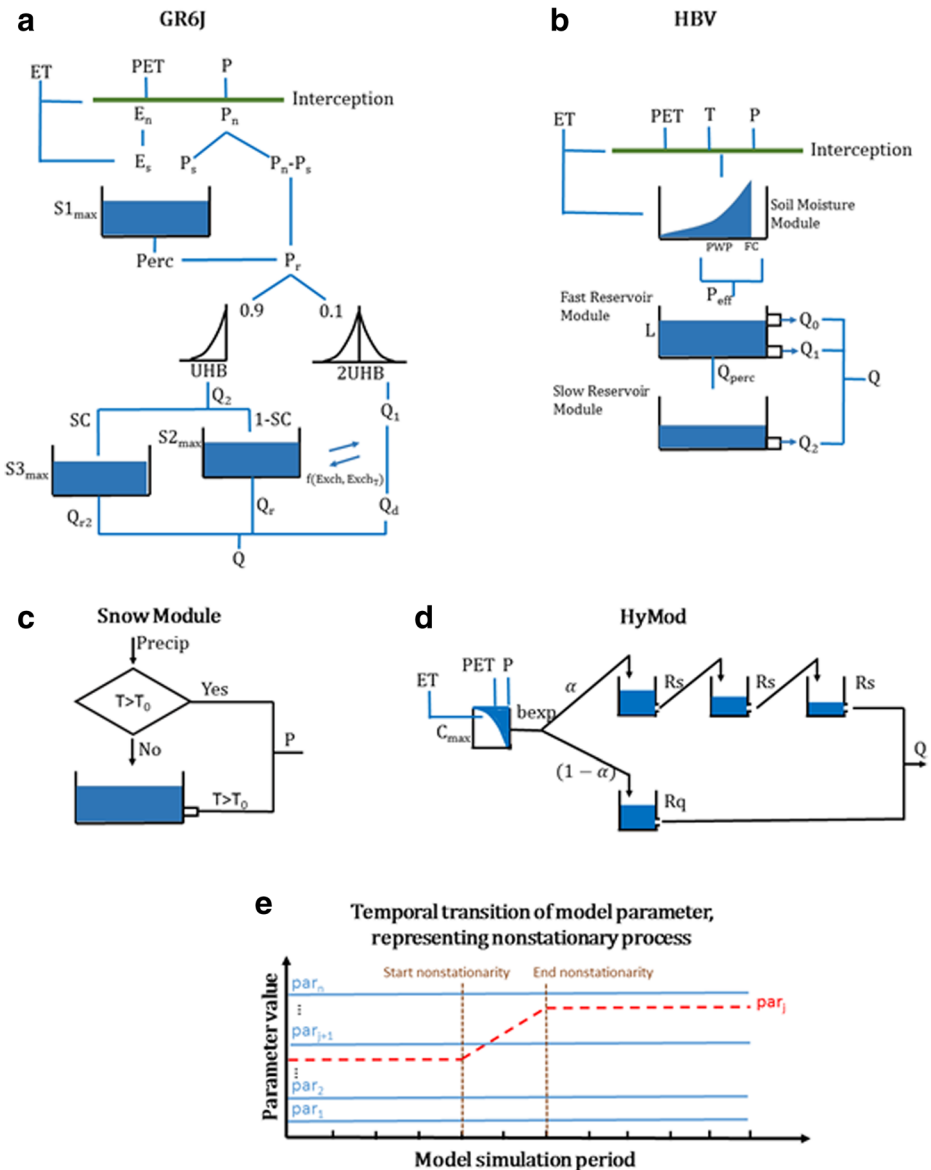 a
GR6J
ET
PET
P
Interception
En
Pn
Es
Ps
Pn-Ps
S1max
Perc
Pr
0.9
0.1
UHB
2UHB
Q2
Q1
SC
1-SC
S2max
S3max
f(Exch, Exch7)
Qr2
Qr
Qd
Q
b
HBV
ET
PET
T
P
Interception
Soil Moisture
Module
PWP
FC
Peff
Fast Reservoir
Module
L
Q0
Q1
Qperc
Q
Slow Reservoir
Module
Q2
c
Snow Module
Precip
T>T0
Yes
No
P
T>T0
d
HyMod
ET
PET
P
Cmax
bexp
α
Rs
Rs
Rs
(1 − α)
Rq
Q
e
Temporal transition of model parameter,
representing nonstationary process
Start nonstationarity
End nonstationarity
Parameter value
parn
...
parj+1
...
par2
par1
parj
Model simulation period